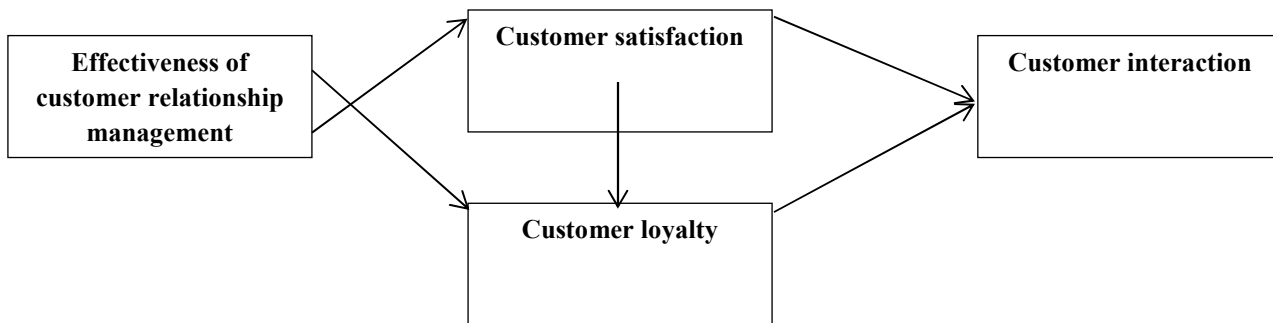 Effectiveness of
customer relationship
management
Customer satisfaction
Customer loyalty
Customer interaction